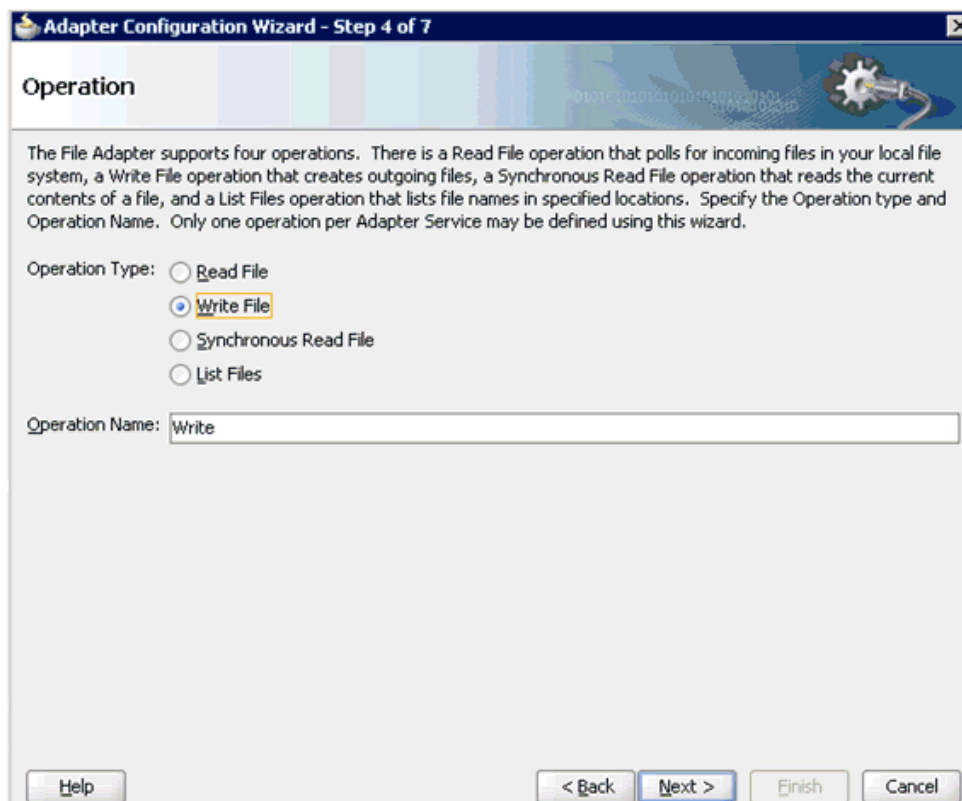 Adapter Configuration Wizard - Step 4 of 7
Operation
The File Adapter supports four operations. There is a Read File operation that polls for incoming files in your local file
system, a Write File operation that creates outgoing files, a Synchronous Read File operation that reads the current
contents of a file, and a List Files operation that lists file names in specified locations. Specify the Operation type and
Operation Name. Only one operation per Adapter Service may be defined using this wizard.
Operation Type: Read File
Write File
Synchronous Read File
List Files
Operation Name: Write
Help < Back Next > Finish Cancel